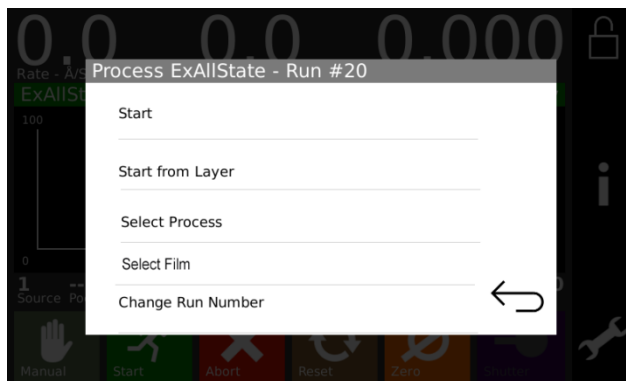 0.0 0.0 0.000
Rate - Å/S
Process ExAllState - Run #20
ExAllSt
100
Start
Start from Layer
Select Process
0
Select Film
1 --
Source Po
Change Run Number
Manual Start Abort Reset Zero Shutter